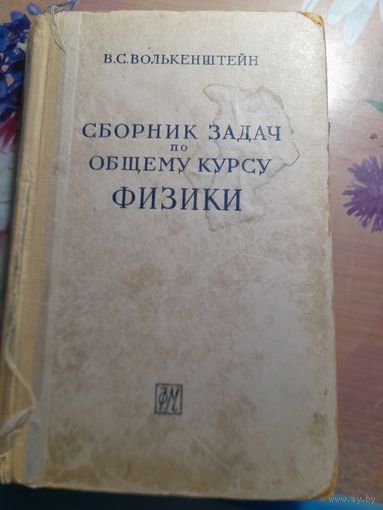 В.С.ВОЛЬКЕНШТЕЙН
СБОРНИК ЗАДАЧ
ПО
ОБЩЕМУ КУРСУ
ФИЗИКИ
ФМ
www.ay.by